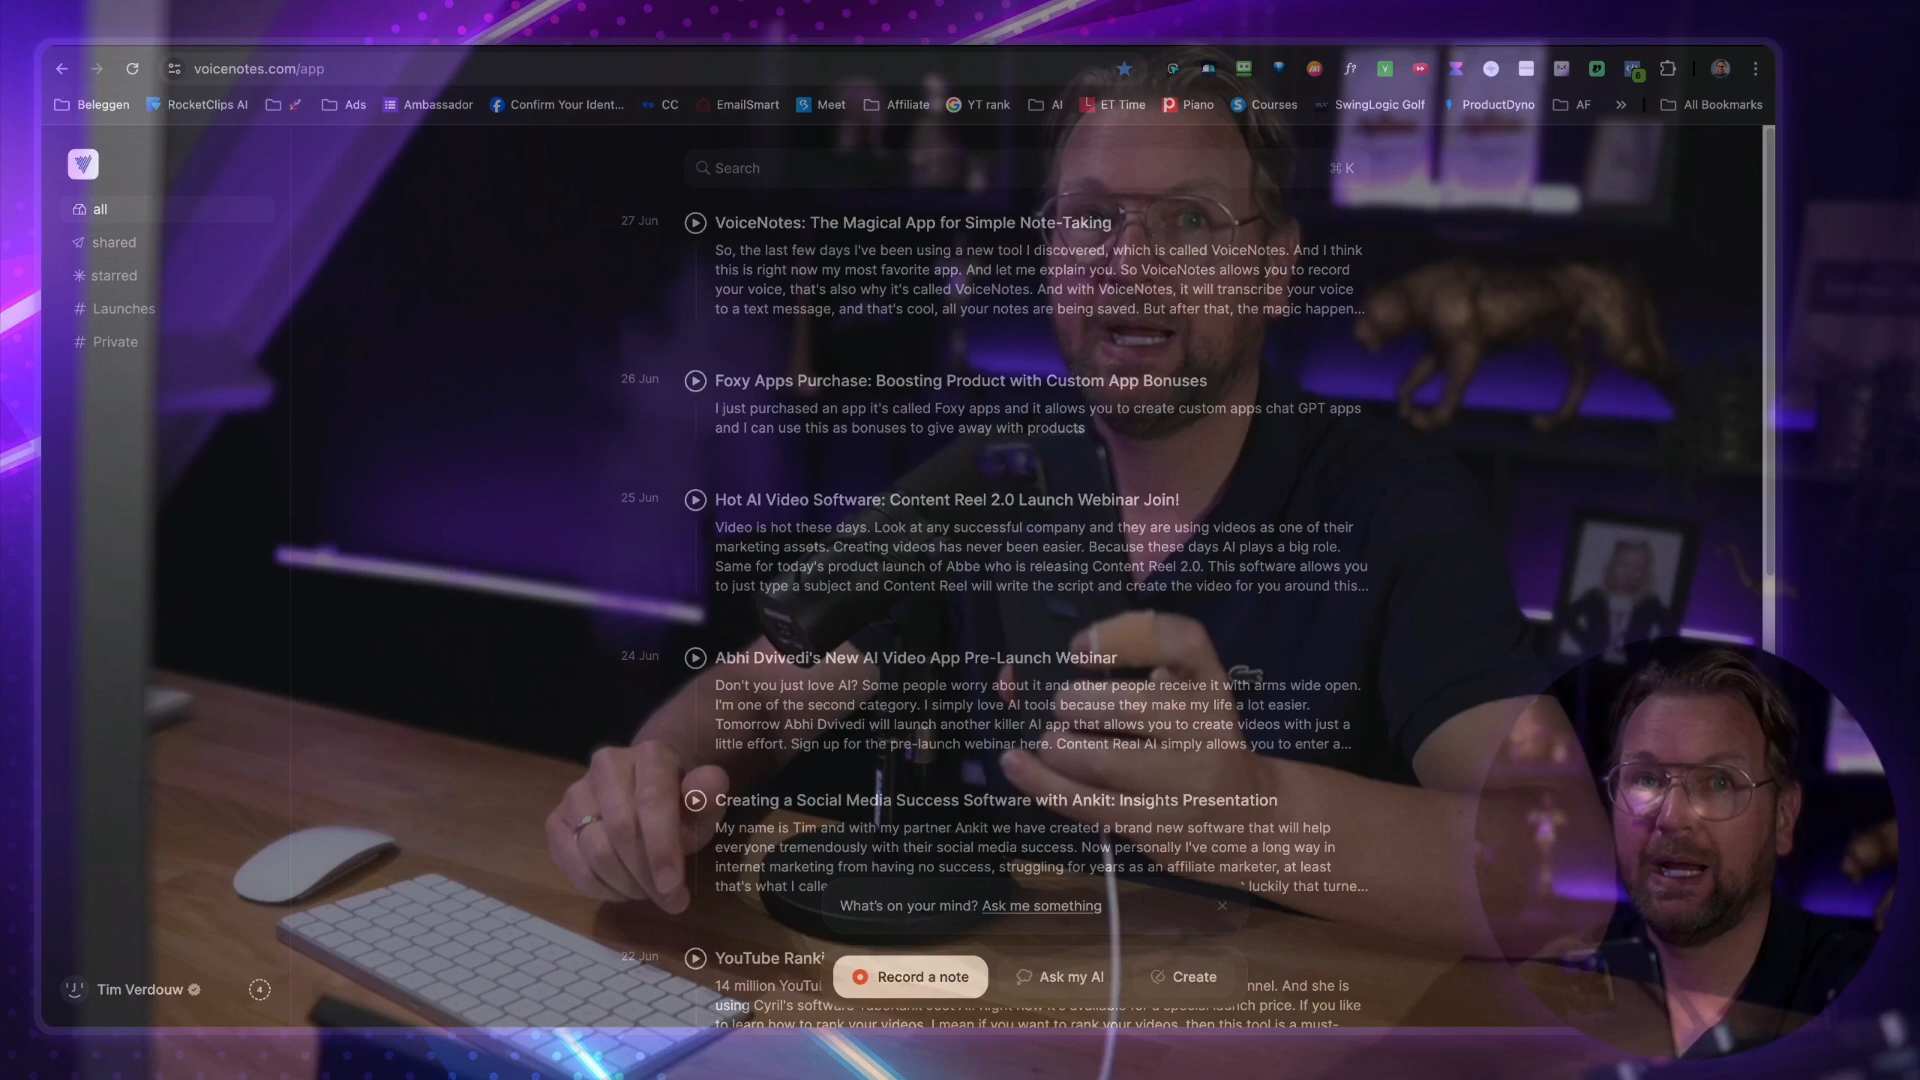 voicenotes.com/app
Beleggen
RocketClips AI
Ads
Ambassador
Confirm Your Ident...
CC
EmailSmart
Meet
Affiliate
YT rank
AI
ET Time
Piano
Courses
SwingLogic Golf
ProductDyno
AF
All Bookmarks
Search
⌘ K
all
shared
starred
# Launches
# Private
27 Jun
VoiceNotes: The Magical App for Simple Note-Taking
So, the last few days I've been using a new tool I discovered, which is called VoiceNotes. And I think
this is right now my most favorite app. And let me explain you. So VoiceNotes allows you to record
your voice, that's also why it's called VoiceNotes. And with VoiceNotes, it will transcribe your voice
to a text message, and that's cool, all your notes are being saved. But after that, the magic happen...
26 Jun
Foxy Apps Purchase: Boosting Product with Custom App Bonuses
I just purchased an app it's called Foxy apps and it allows you to create custom apps chat GPT apps
and I can use this as bonuses to give away with products
25 Jun
Hot AI Video Software: Content Reel 2.0 Launch Webinar Join!
Video is hot these days. Look at any successful company and they are using videos as one of their
marketing assets. Creating videos has never been easier. Because these days AI plays a big role.
Same for today's product launch of Abbe who is releasing Content Reel 2.0. This software allows you
to just type a subject and Content Reel will write the script and create the video for you around this...
24 Jun
Abhi Dvivedi's New AI Video App Pre-Launch Webinar
Don't you just love AI? Some people worry about it and other people receive it with arms wide open.
I'm one of the second category. I simply love AI tools because they make my life a lot easier.
Tomorrow Abhi Dvivedi will launch another killer AI app that allows you to create videos with just a
little effort. Sign up for the pre-launch webinar here. Content Real AI simply allows you to enter a...
Creating a Social Media Success Software with Ankit: Insights Presentation
My name is Tim and with my partner Ankit we have created a brand new software that will help
everyone tremendously with their social media success. Now personally I've come a long way in
internet marketing from having no success, struggling for years as an affiliate marketer, at least
that's what I calle luckily that turne...
What's on your mind? Ask me something
22 Jun
YouTube Ranki
14 million YouTu nnel. And she is
Record a note
Ask my AI
Create
using Cyril's softw nch price. If you like
to learn how to rank your videos. I mean if you want to rank your videos, then this tool is a must-
Tim Verdouw
4